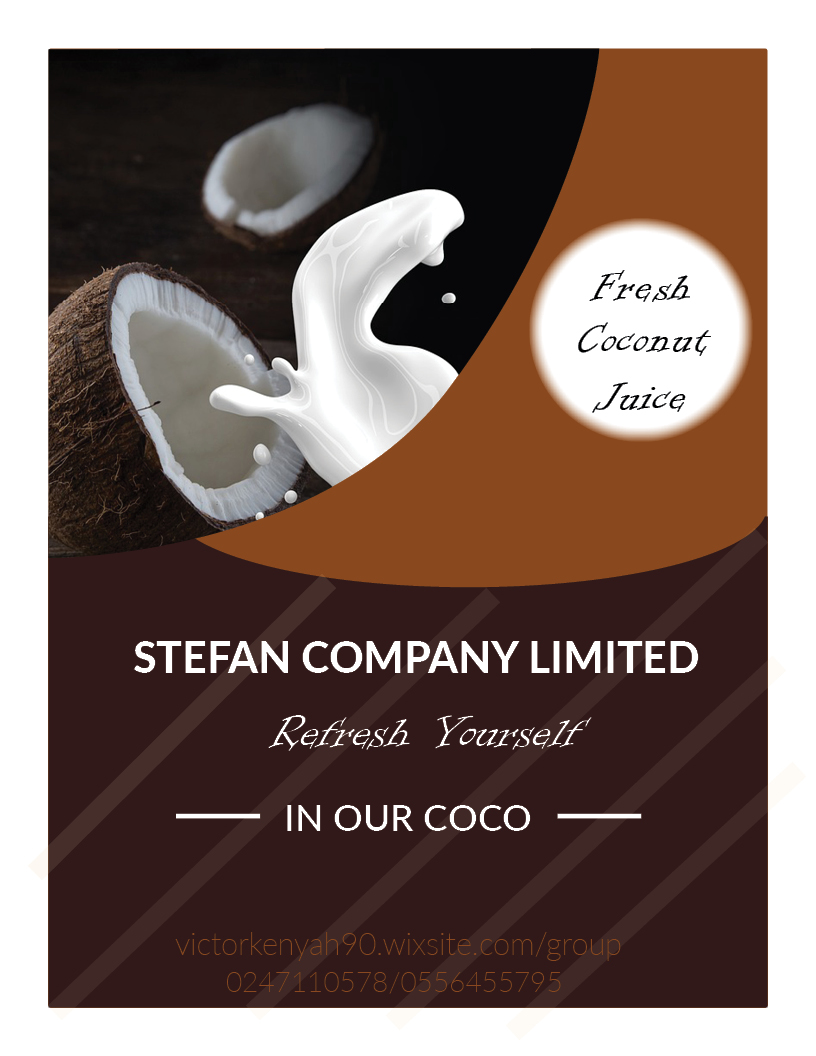 Fresh
Coconut
Juice
STEFAN COMPANY LIMITED
Refresh Yourself
IN OUR COCO
victorkenyah90.wixsite.com/group
0247110578/0556455795